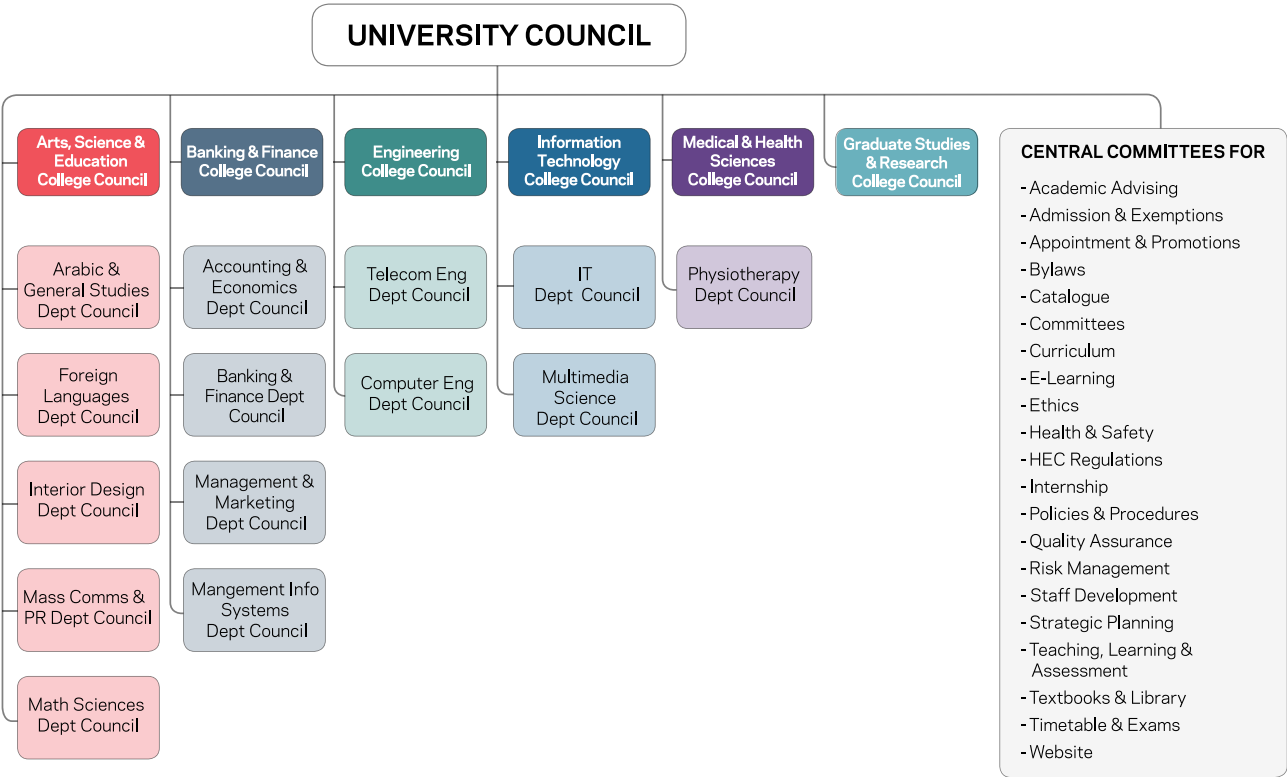 UNIVERSITY COUNCIL
Arts, Science &
Education
College Council
Banking & Finance
College Council
Engineering
College Council
Information
Technology
College Council
Medical & Health
Sciences
College Council
Graduate Studies
& Research
College Council
Arabic &
General Studies
Dept Council
Foreign
Languages
Dept Council
Interior Design
Dept Council
Mass Comms &
PR Dept Council
Math Sciences
Dept Council
Accounting &
Economics
Dept Council
Banking &
Finance Dept
Council
Management &
Marketing
Dept Council
Mangement Info
Systems
Dept Council
Telecom Eng
Dept Council
Computer Eng
Dept Council
IT
Dept Council
Multimedia
Science
Dept Council
Physiotherapy
Dept Council
CENTRAL COMMITTEES FOR
- Academic Advising
- Admission & Exemptions
- Appointment & Promotions
- Bylaws
- Catalogue
- Committees
- Curriculum
- E-Learning
- Ethics
- Health & Safety
- HEC Regulations
- Internship
- Policies & Procedures
- Quality Assurance
- Risk Management
- Staff Development
- Strategic Planning
- Teaching, Learning &
Assessment
- Textbooks & Library
- Timetable & Exams
- Website